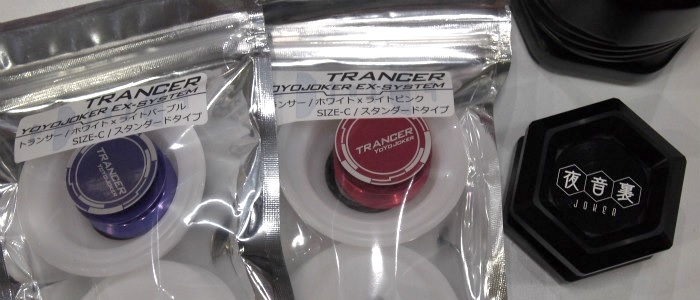 TRANCER
YOYOJOKER EX-SYSTEM
トランサー/ホワイトxライトパープル
SIZE-C / スタンダードタイプ
TRANCER
YOYOJOKER
TRANCER
YOYOJOKER EX-SYSTEM
ンサー/ホワイトxライトピンク
SIZE-C / スタンダードタイプ
TRANCER
YOYOJOKER
夜音裏
JOKER